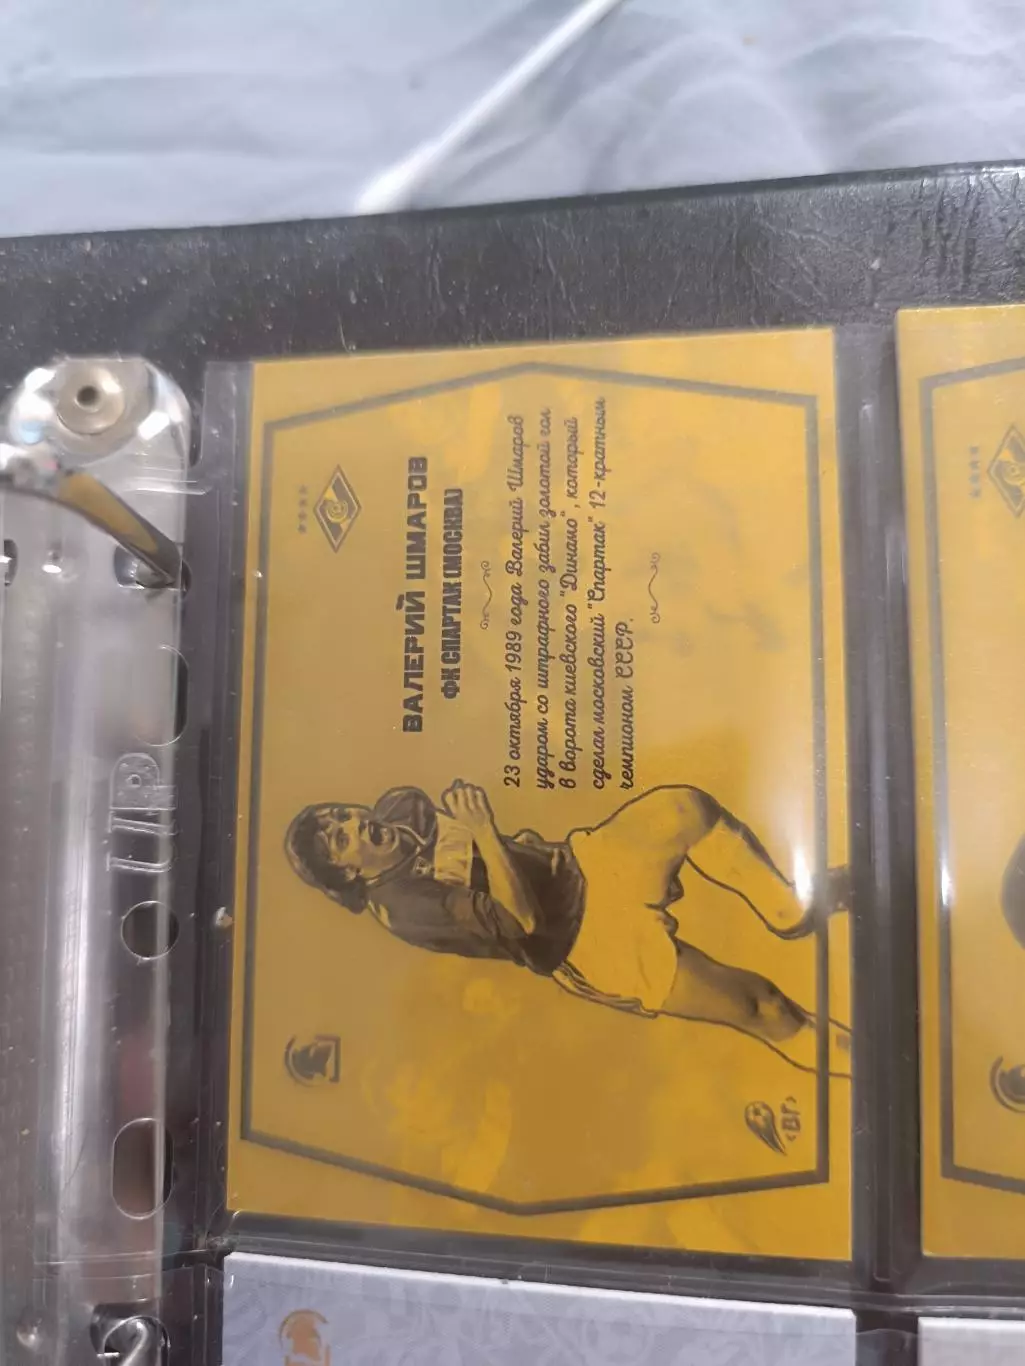 ВАЛЕРИЙ ШМАРОВ
ФК СПАРТАК (МОСКВА)
23 октября 1989 года Валерий Шмаров
ударом со штрафного забил золотой гол
в ворота киевского "Динамо", который
сделал московский "Спартак" 12-кратным
чемпионом СССР.
<ВГ>